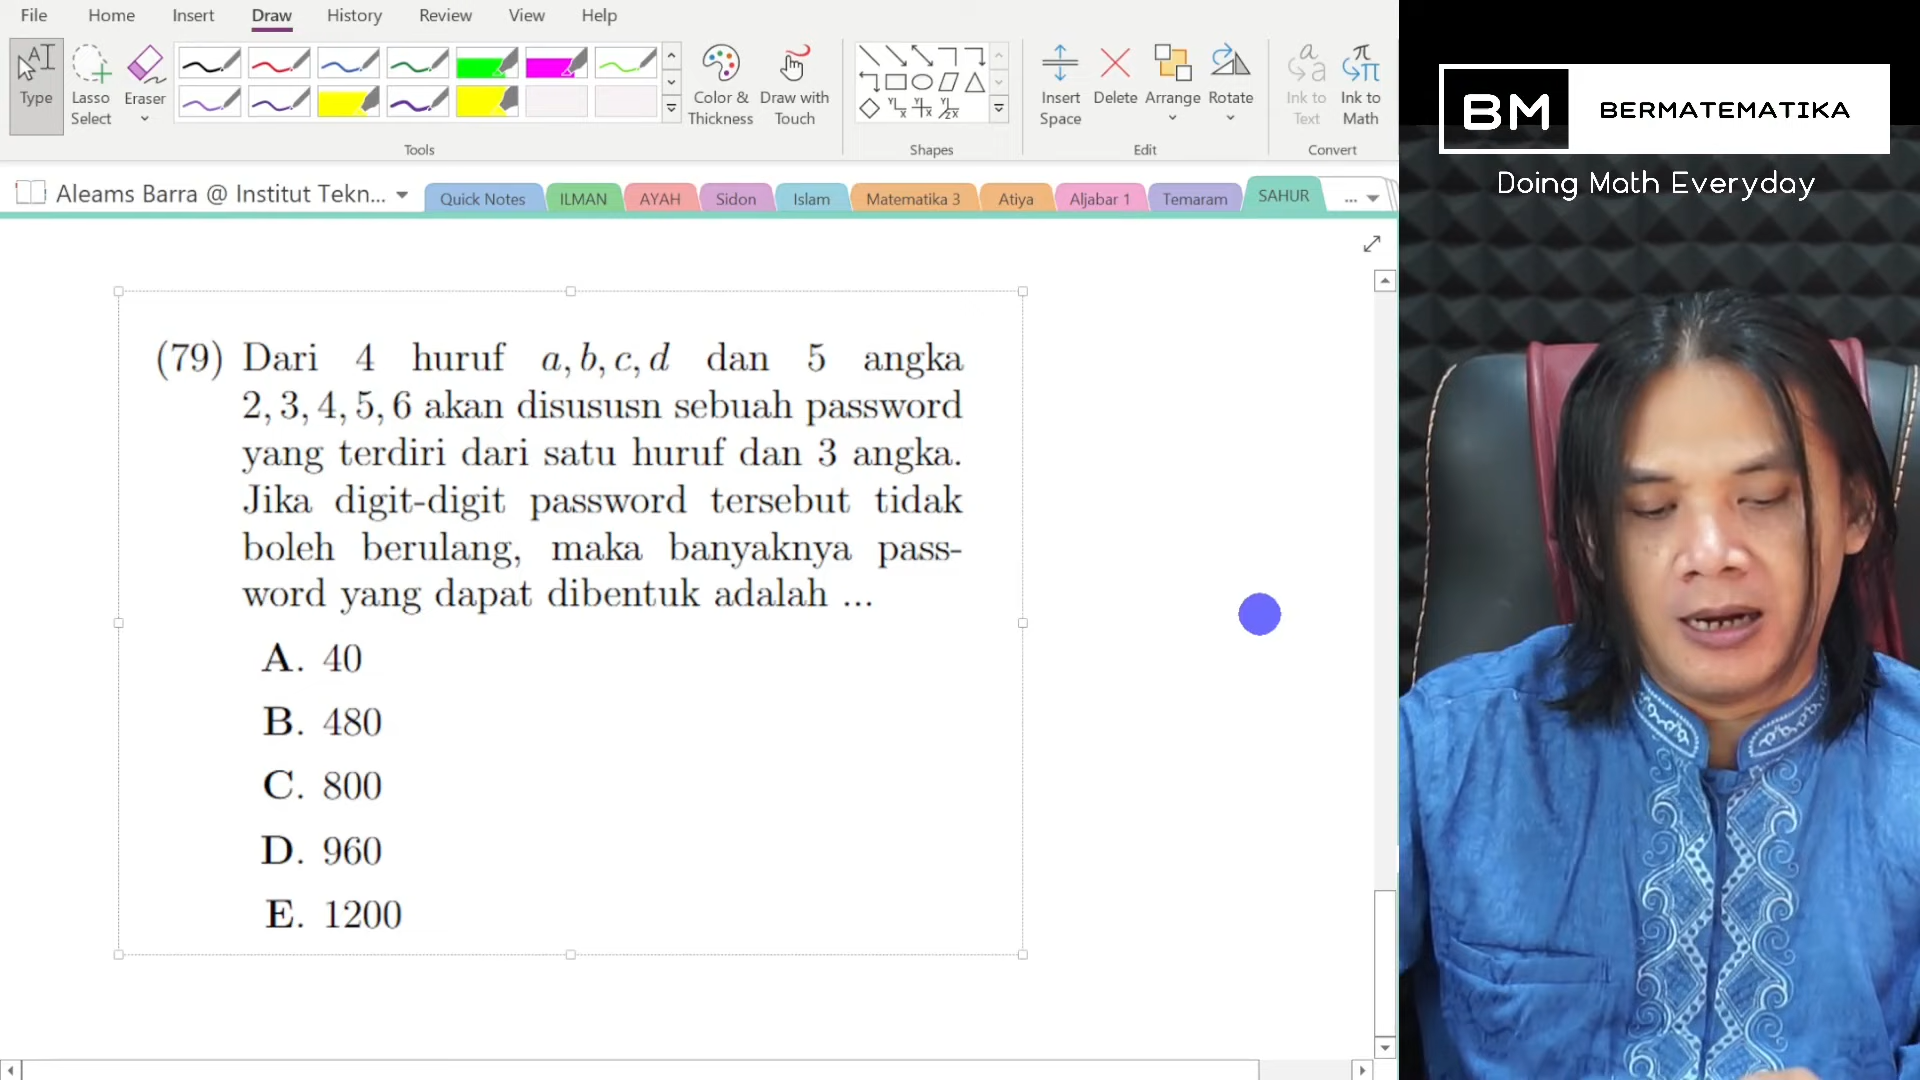 File Home Insert Draw History Review View Help
Type
Lasso Select
Eraser
Color & Thickness
Draw with Touch
Insert Space
Delete
Arrange
Rotate
Ink to Text
Ink to Math
Tools Shapes Edit Convert
Aleams Barra @ Institut Tekn... Quick Notes ILMAN AYAH Sidon Islam Matematika 3 Atiya Aljabar 1 Temaram SAHUR ...
BM BERMATEMATIKA
Doing Math Everyday
(79) Dari 4 huruf a, b, c, d dan 5 angka
2, 3, 4, 5, 6 akan disususn sebuah password
yang terdiri dari satu huruf dan 3 angka.
Jika digit-digit password tersebut tidak
boleh berulang, maka banyaknya pass-
word yang dapat dibentuk adalah ...
A. 40
B. 480
C. 800
D. 960
E. 1200